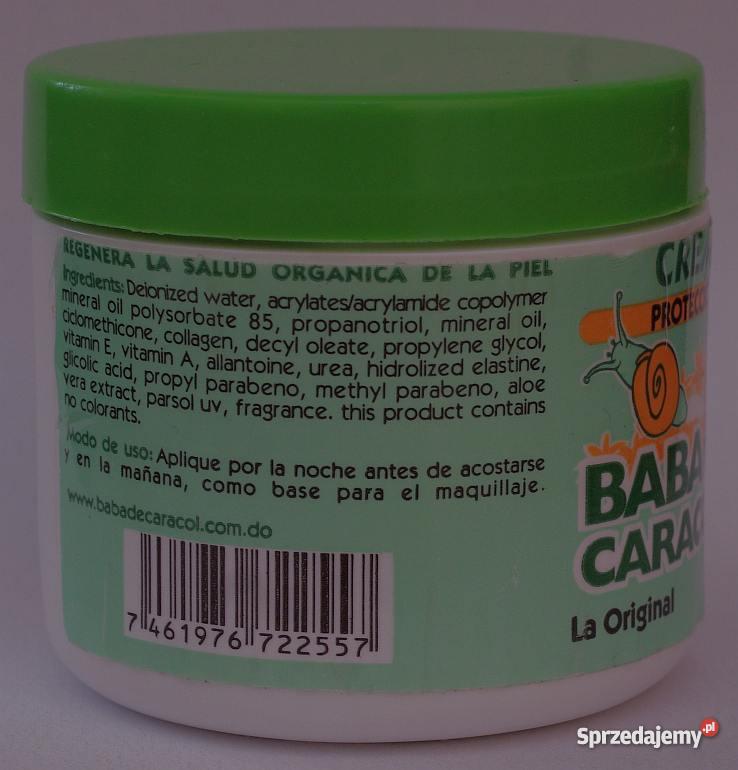 REGENERA LA SALUD ORGANICA DE LA PIEL
Ingredients: Deionized water, acrylates/acrylamide copolymer
mineral oil polysorbate 85, propanotriol, mineral oil,
ciclomethicone, collagen, decyl oleate, propylene glycol,
vitamin E, vitamin A, allantoine, urea, hidrolized elastine,
glicolic acid, propyl parabeno, methyl parabeno, aloe
vera extract, parsol uv, fragrance. this product contains
no colorants.
Modo de uso: Aplique por la noche antes de acostarse
y en la mañana, como base para el maquillaje.
www.babadecaracol.com.do
7 461976 722557
CREM
PROTECC
BABA
CARAC
La Original
Sprzedajemy.pl